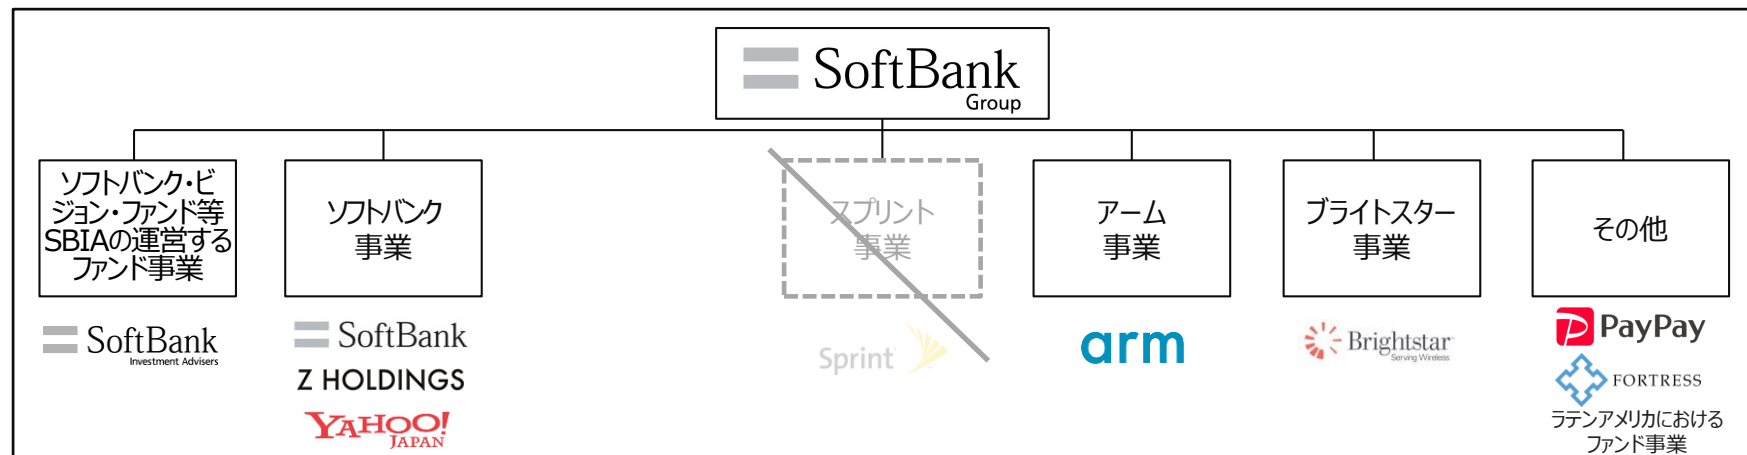 SoftBank
Group
ソフトバンク・ビ
ジョン・ファンド等
SBIAの運営する
ファンド事業
ソフトバンク
事業
スプリント
事業
アーム
事業
ブライトスター
事業
その他
SoftBank
Investment Advisers
SoftBank
Z HOLDINGS
YAHOO!
JAPAN
Sprint
arm
Brightstar
Serving Wireless
PayPay
FORTRESS
ラテンアメリカにおける
ファンド事業